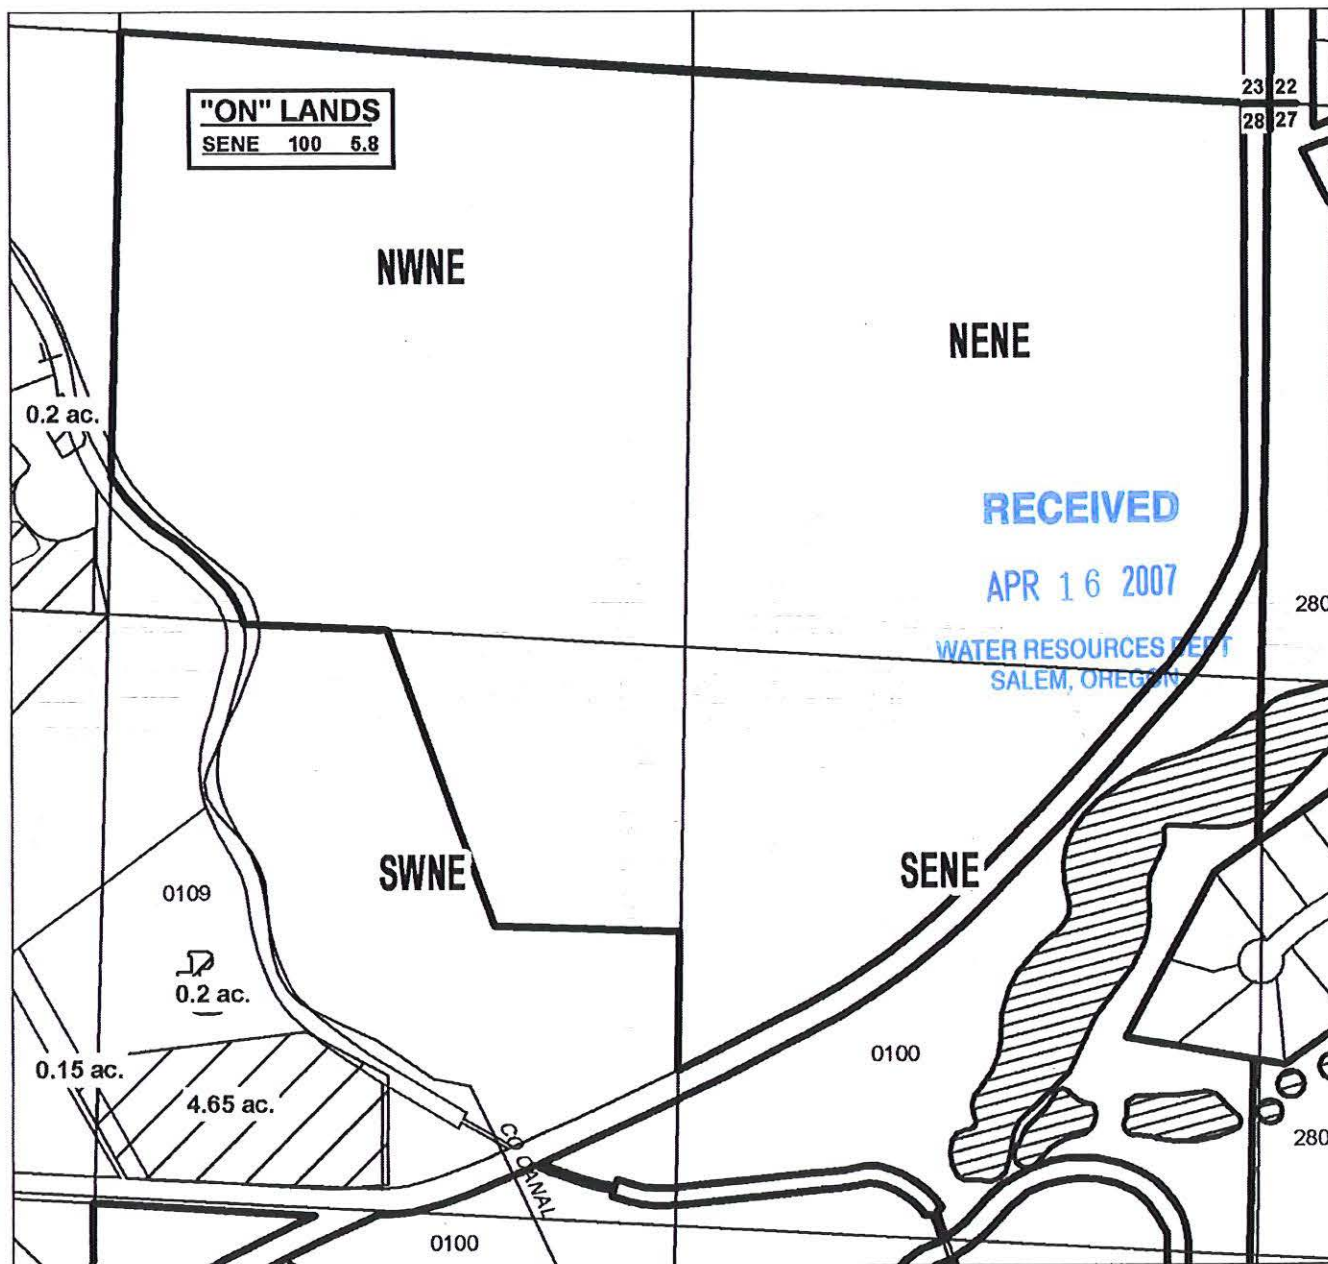 23 22
28 27
"ON" LANDS
SENE 100 5.8
NWNE
NENE
0.2 ac.
RECEIVED
APR 16 2007
WATER RESOURCES DEPT
SALEM, OREGON
280
SWNE
SENE
0109
0.2 ac.
0.15 ac.
0100
4.65 ac.
CO CANAL
280
0100